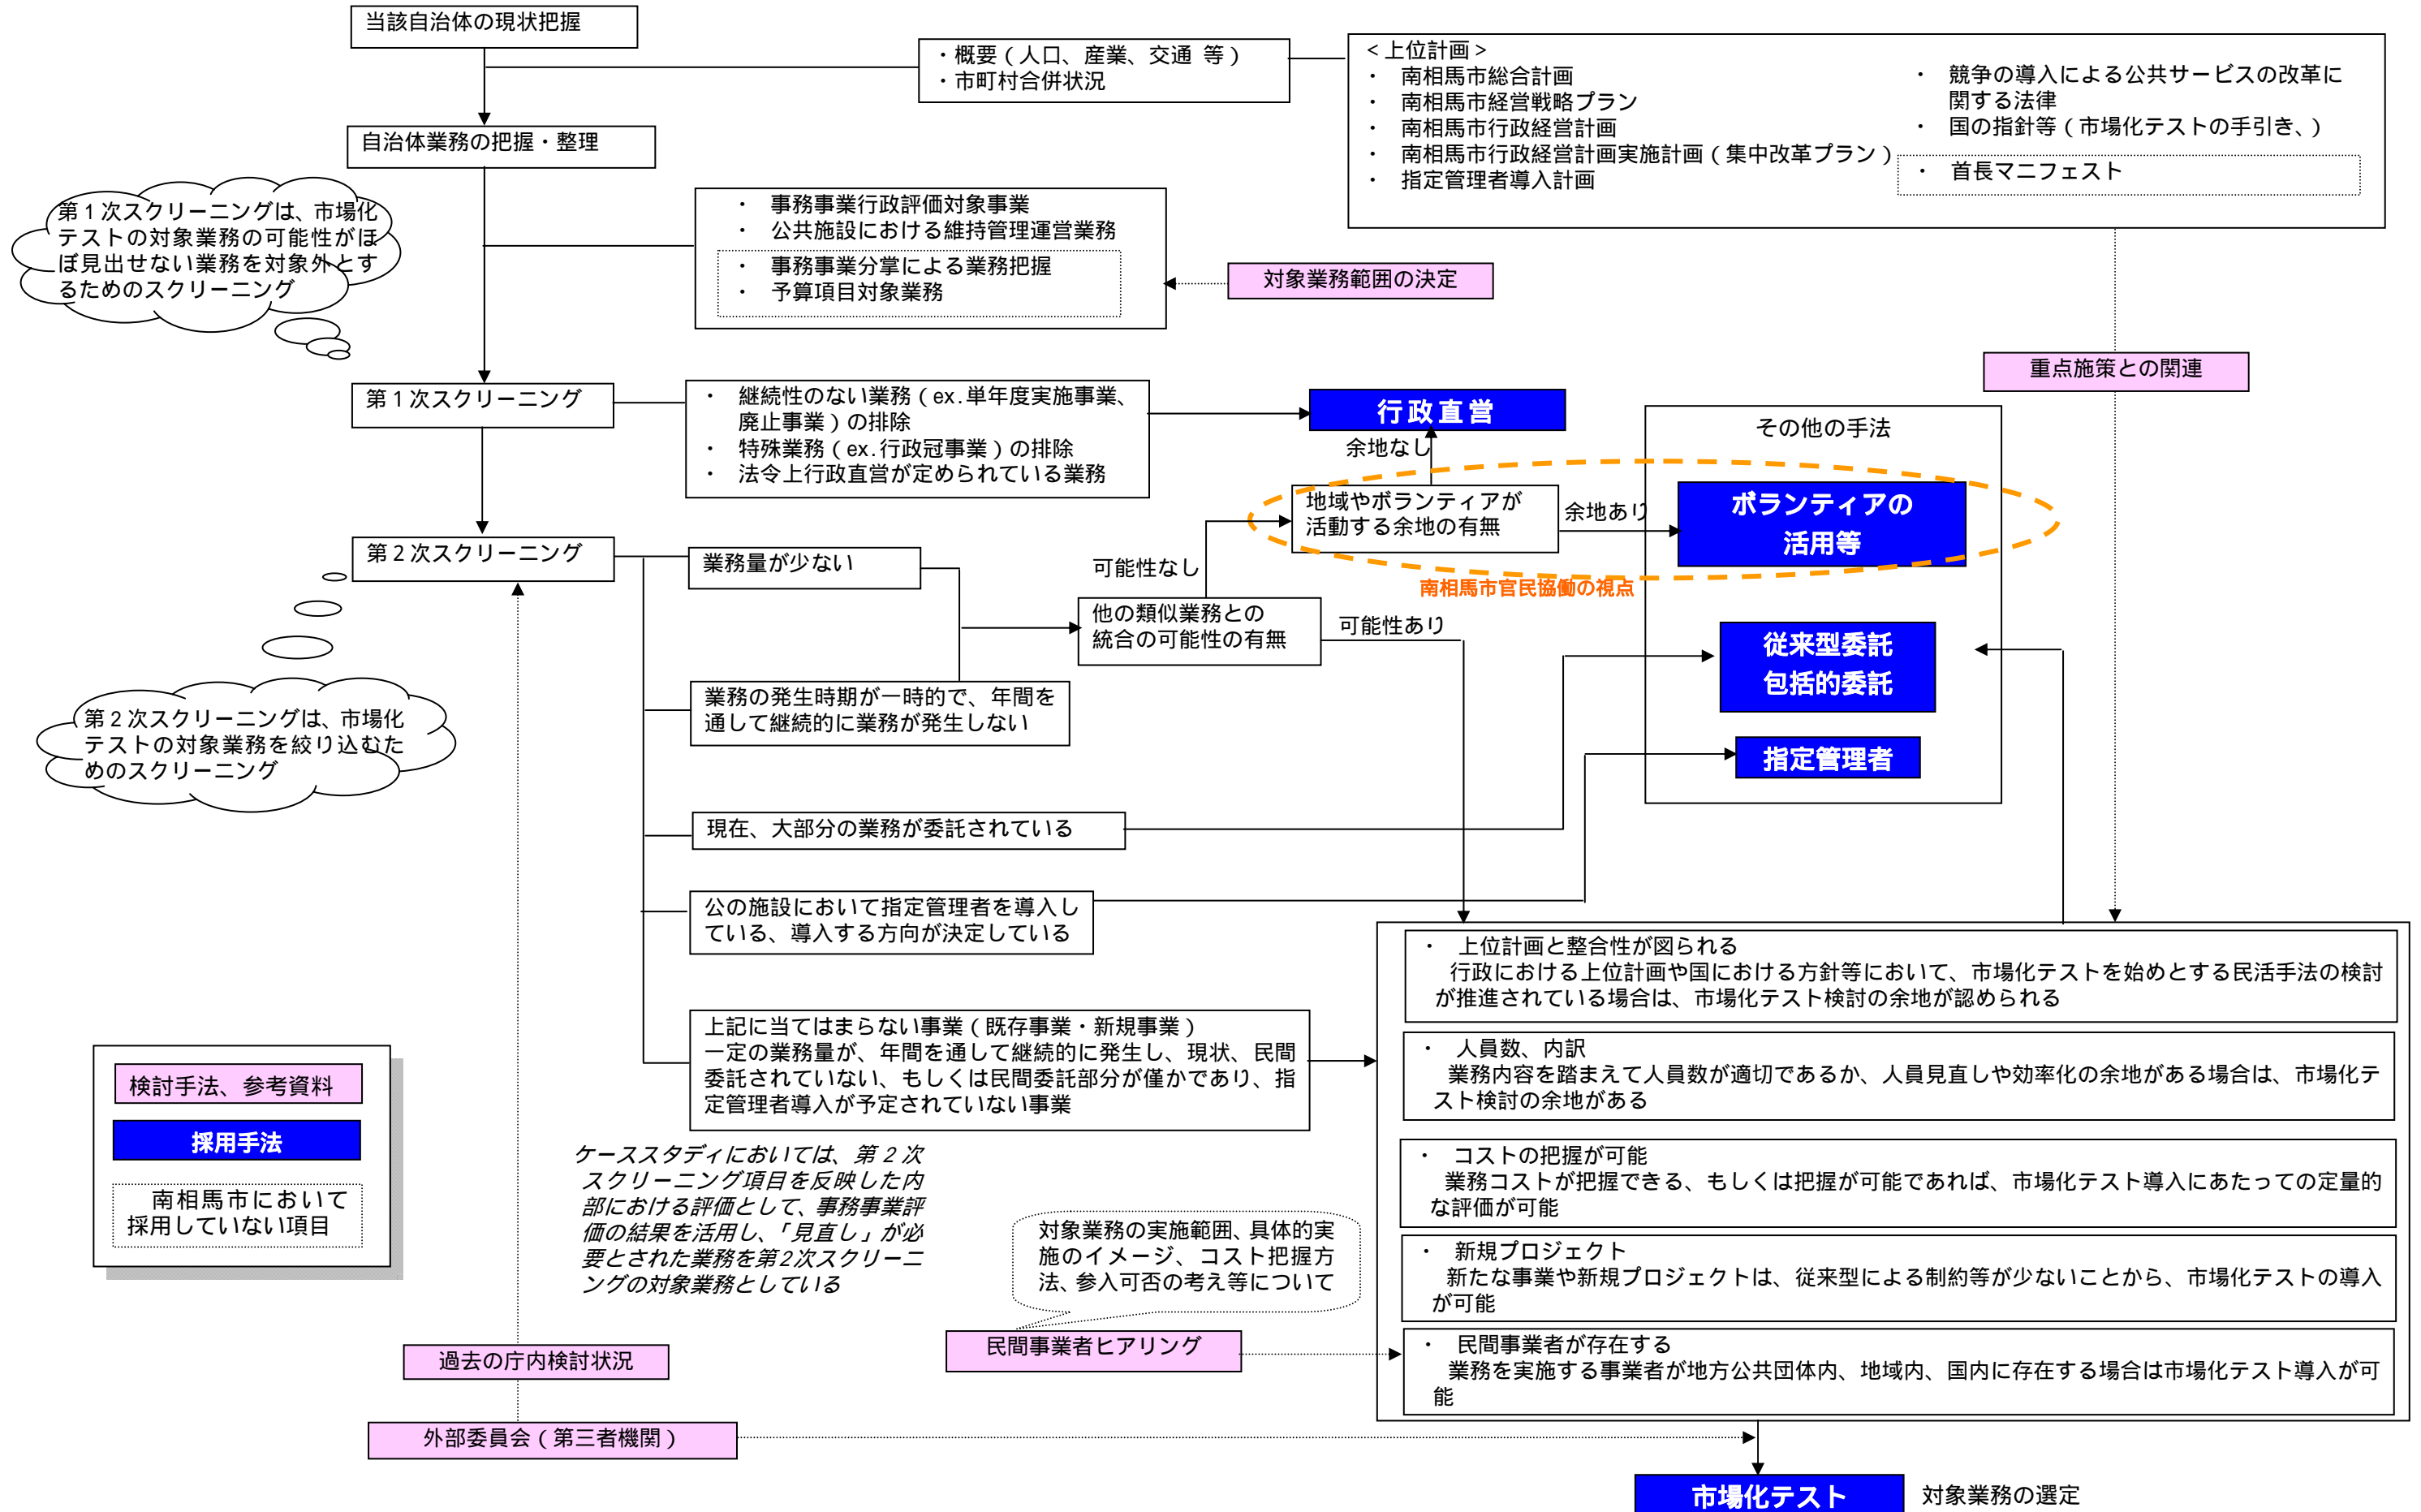 当該自治体の現状把握
・概要（人口、産業、交通 等）
・市町村合併状況
＜上位計画＞
・ 南相馬市総合計画
・ 南相馬市経営戦略プラン
・ 南相馬市行政経営計画
・ 南相馬市行政経営計画実施計画（集中改革プラン）
・ 指定管理者導入計画
・ 競争の導入による公共サービスの改革に
関する法律
・ 国の指針等（市場化テストの手引き、）
・ 首長マニフェスト
自治体業務の把握・整理
第１次スクリーニングは、市場化
テストの対象業務の可能性がほ
ぼ見出せない業務を対象外とす
るためのスクリーニング
・ 事務事業行政評価対象事業
・ 公共施設における維持管理運営業務
・ 事務事業分掌による業務把握
・ 予算項目対象業務
対象業務範囲の決定
重点施策との関連
第１次スクリーニング
・ 継続性のない業務（ex.単年度実施事業、
廃止事業）の排除
・ 特殊業務（ex.行政冠事業）の排除
・ 法令上行政直営が定められている業務
行政直営
余地なし
その他の手法
地域やボランティアが
活動する余地の有無
余地あり
ボランティアの
活用等
南相馬市官民協働の視点
第２次スクリーニング
業務量が少ない
可能性なし
他の類似業務との
統合の可能性の有無
可能性あり
従来型委託
包括的委託
指定管理者
業務の発生時期が一時的で、年間を
通して継続的に業務が発生しない
第２次スクリーニングは、市場化
テストの対象業務を絞り込むた
めのスクリーニング
現在、大部分の業務が委託されている
公の施設において指定管理者を導入し
ている、導入する方向が決定している
上記に当てはまらない事業（既存事業・新規事業）
一定の業務量が、年間を通して継続的に発生し、現状、民間
委託されていない、もしくは民間委託部分が僅かであり、指
定管理者導入が予定されていない事業
・ 上位計画と整合性が図られる
行政における上位計画や国における方針等において、市場化テストを始めとする民活手法の検討
が推進されている場合は、市場化テスト検討の余地が認められる
・ 人員数、内訳
業務内容を踏まえて人員数が適切であるか、人員見直しや効率化の余地がある場合は、市場化テ
スト検討の余地がある
・ コストの把握が可能
業務コストが把握できる、もしくは把握が可能であれば、市場化テスト導入にあたっての定量的
な評価が可能
・ 新規プロジェクト
新たな事業や新規プロジェクトは、従来型による制約等が少ないことから、市場化テストの導入
が可能
・ 民間事業者が存在する
業務を実施する事業者が地方公共団体内、地域内、国内に存在する場合は市場化テスト導入が可
能
検討手法、参考資料
採用手法
南相馬市において
採用していない項目
ケーススタディにおいては、第２次
スクリーニング項目を反映した内
部における評価として、事務事業評
価の結果を活用し、「見直し」が必
要とされた業務を第2次スクリーニ
ングの対象業務としている
対象業務の実施範囲、具体的実
施のイメージ、コスト把握方
法、参入可否の考え等について
民間事業者ヒアリング
過去の庁内検討状況
外部委員会（第三者機関）
市場化テスト
対象業務の選定